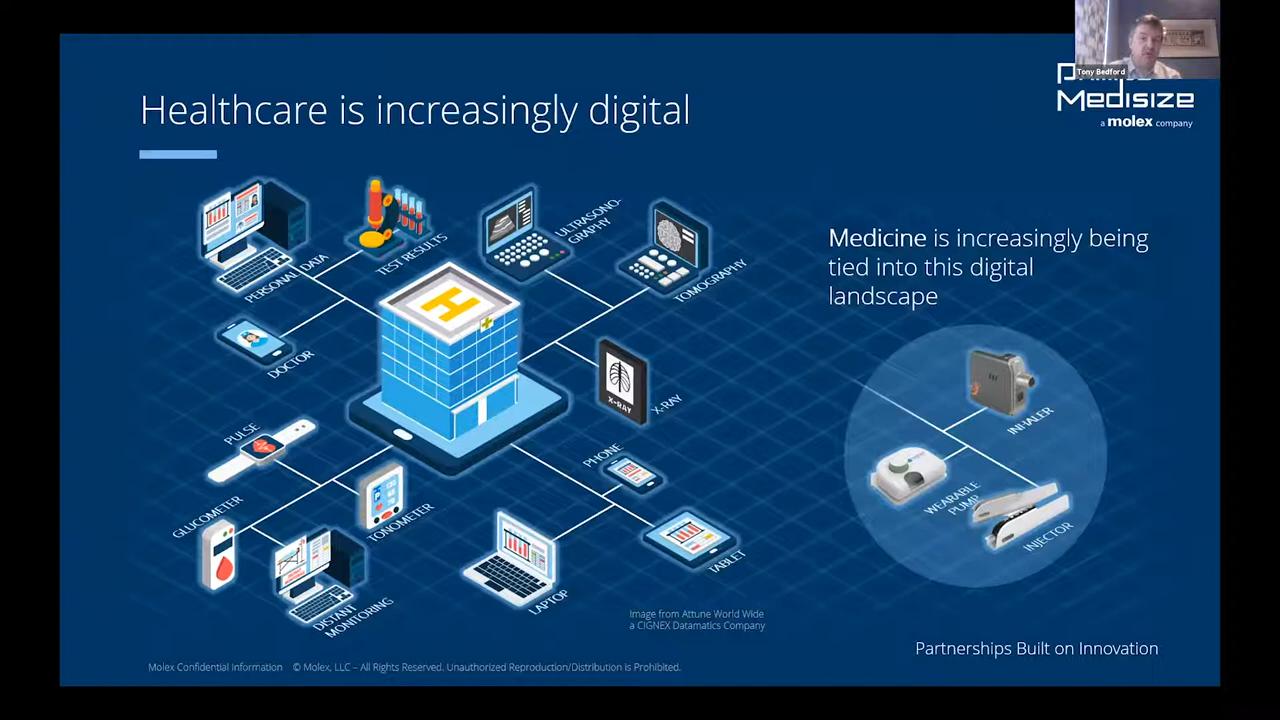 Tony Bedford
Medisize
a molex company
Healthcare is increasingly digital
PERSONAL DATA
TEST RESULTS
ULTRASONO-
GRAPHY
TOMOGRAPHY
DOCTOR
X-RAY
X-RAY
PULSE
PHONE
GLUCOMETER
TONOMETER
DISTANT
MONITORING
LAPTOP
TABLET
Medicine is increasingly being
tied into this digital
landscape
INHALER
WEARABLE
PUMP
INJECTOR
Image from Attune World Wide
a CIGNEX Datamatics Company
Partnerships Built on Innovation
Molex Confidential Information © Molex, LLC – All Rights Reserved. Unauthorized Reproduction/Distribution is Prohibited.